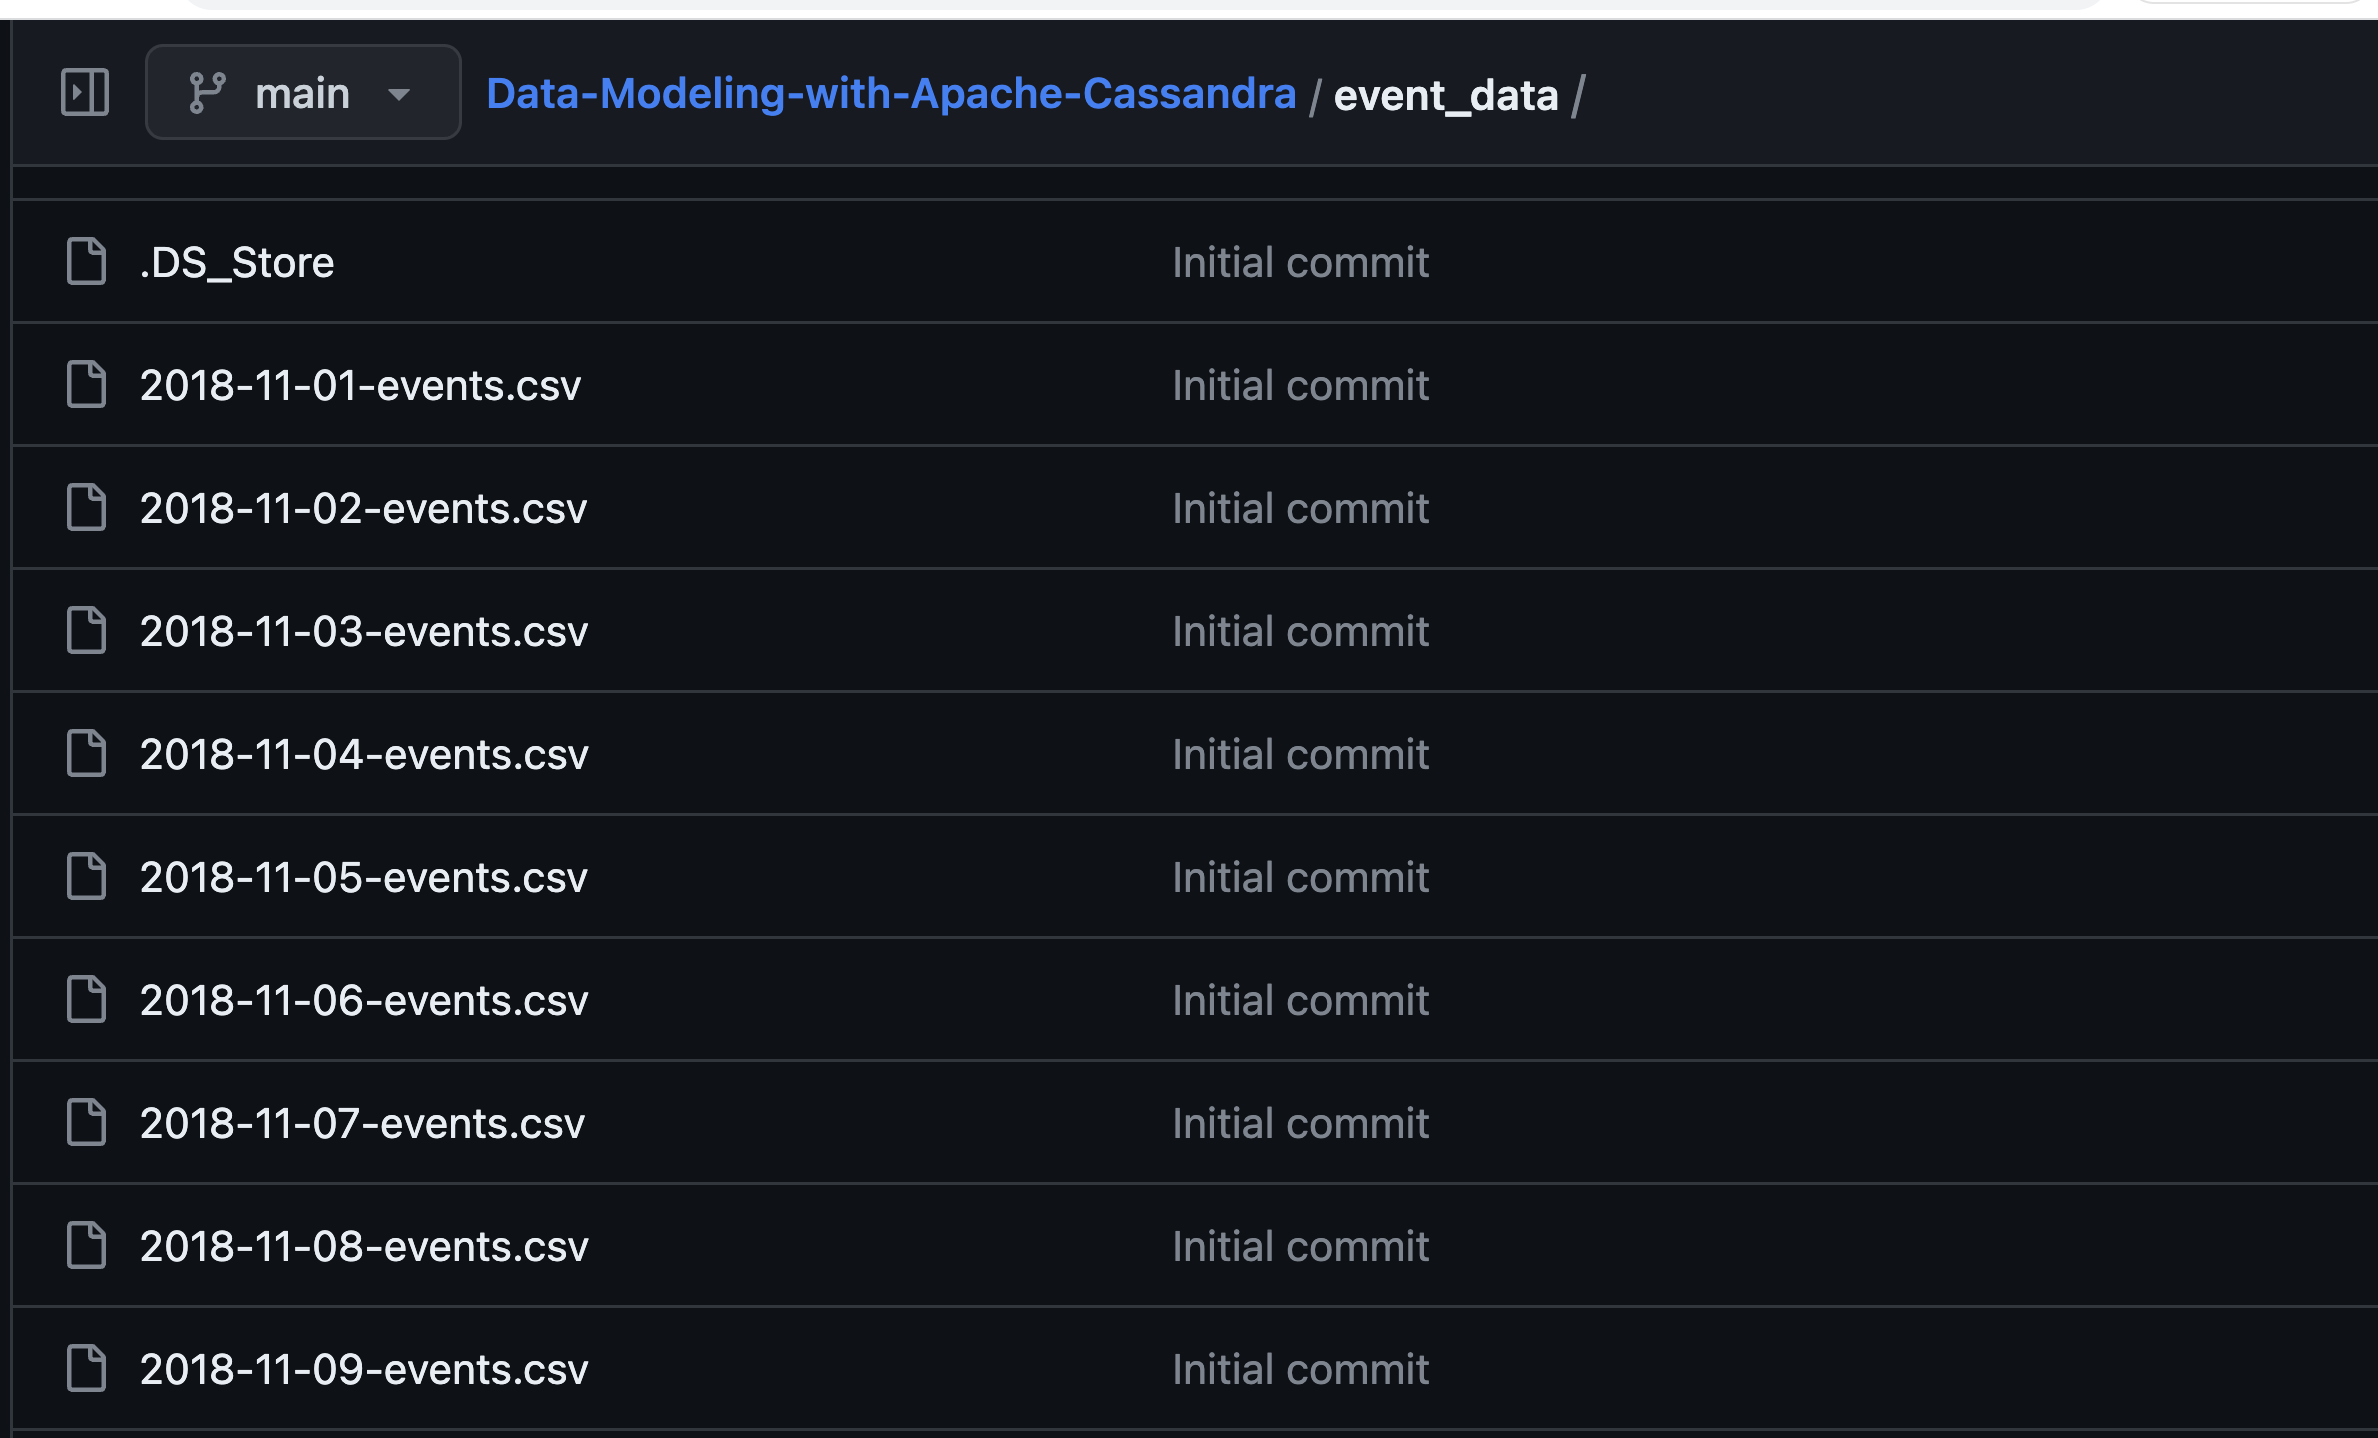 main Data-Modeling-with-Apache-Cassandra / event_data /
.DS_Store Initial commit
2018-11-01-events.csv Initial commit
2018-11-02-events.csv Initial commit
2018-11-03-events.csv Initial commit
2018-11-04-events.csv Initial commit
2018-11-05-events.csv Initial commit
2018-11-06-events.csv Initial commit
2018-11-07-events.csv Initial commit
2018-11-08-events.csv Initial commit
2018-11-09-events.csv Initial commit